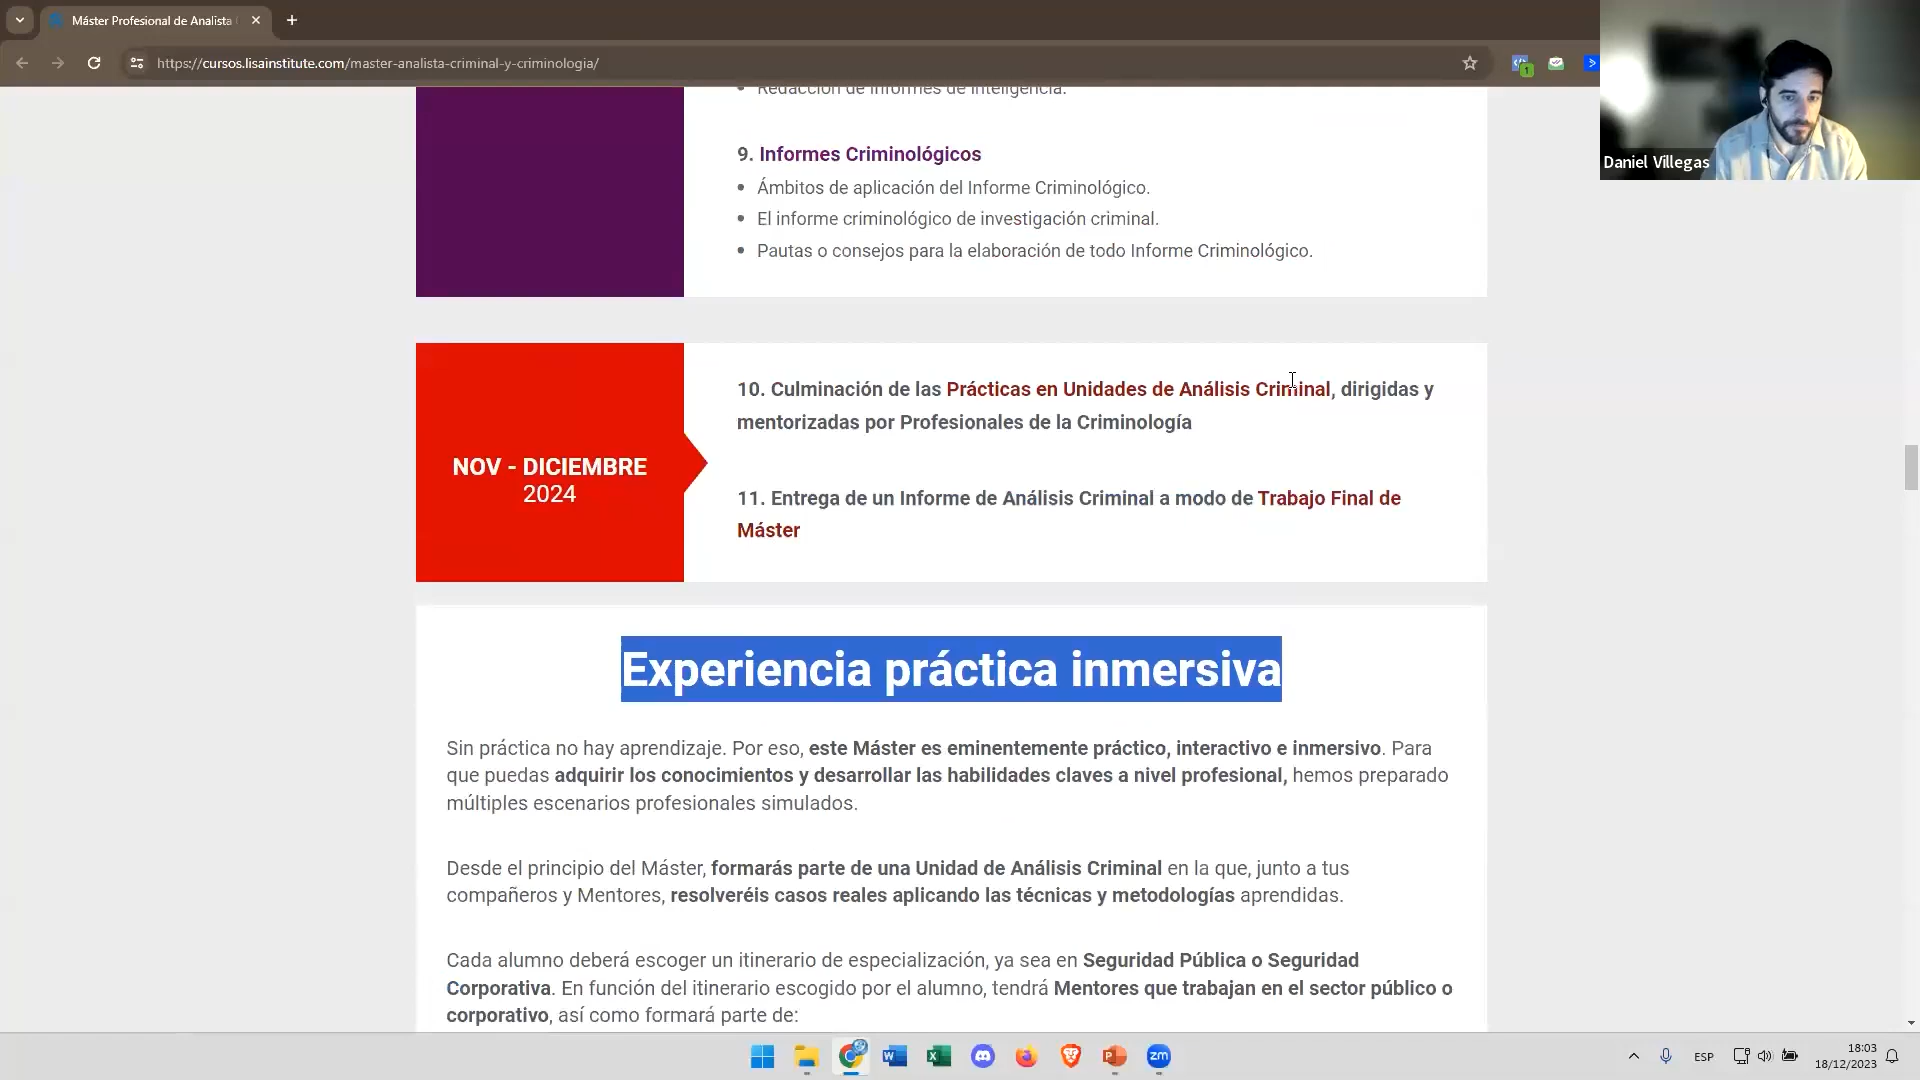 Máster Profesional de Analista
https://cursos.lisainstitute.com/master-analista-criminal-y-criminologia/
1
Daniel Villegas
Redacción de Informes de Inteligencia.
9. Informes Criminológicos
Ámbitos de aplicación del Informe Criminológico.
El informe criminológico de investigación criminal.
Pautas o consejos para la elaboración de todo Informe Criminológico.
NOV - DICIEMBRE
2024
10. Culminación de las Prácticas en Unidades de Análisis Criminal, dirigidas y
mentorizadas por Profesionales de la Criminología
11. Entrega de un Informe de Análisis Criminal a modo de Trabajo Final de
Máster
Experiencia práctica inmersiva
Sin práctica no hay aprendizaje. Por eso, este Máster es eminentemente práctico, interactivo e inmersivo. Para
que puedas adquirir los conocimientos y desarrollar las habilidades claves a nivel profesional, hemos preparado
múltiples escenarios profesionales simulados.
Desde el principio del Máster, formarás parte de una Unidad de Análisis Criminal en la que, junto a tus
compañeros y Mentores, resolveréis casos reales aplicando las técnicas y metodologías aprendidas.
Cada alumno deberá escoger un itinerario de especialización, ya sea en Seguridad Pública o Seguridad
Corporativa. En función del itinerario escogido por el alumno, tendrá Mentores que trabajan en el sector público o
corporativo, así como formará parte de:
zm
ESP
18:03
18/12/2023